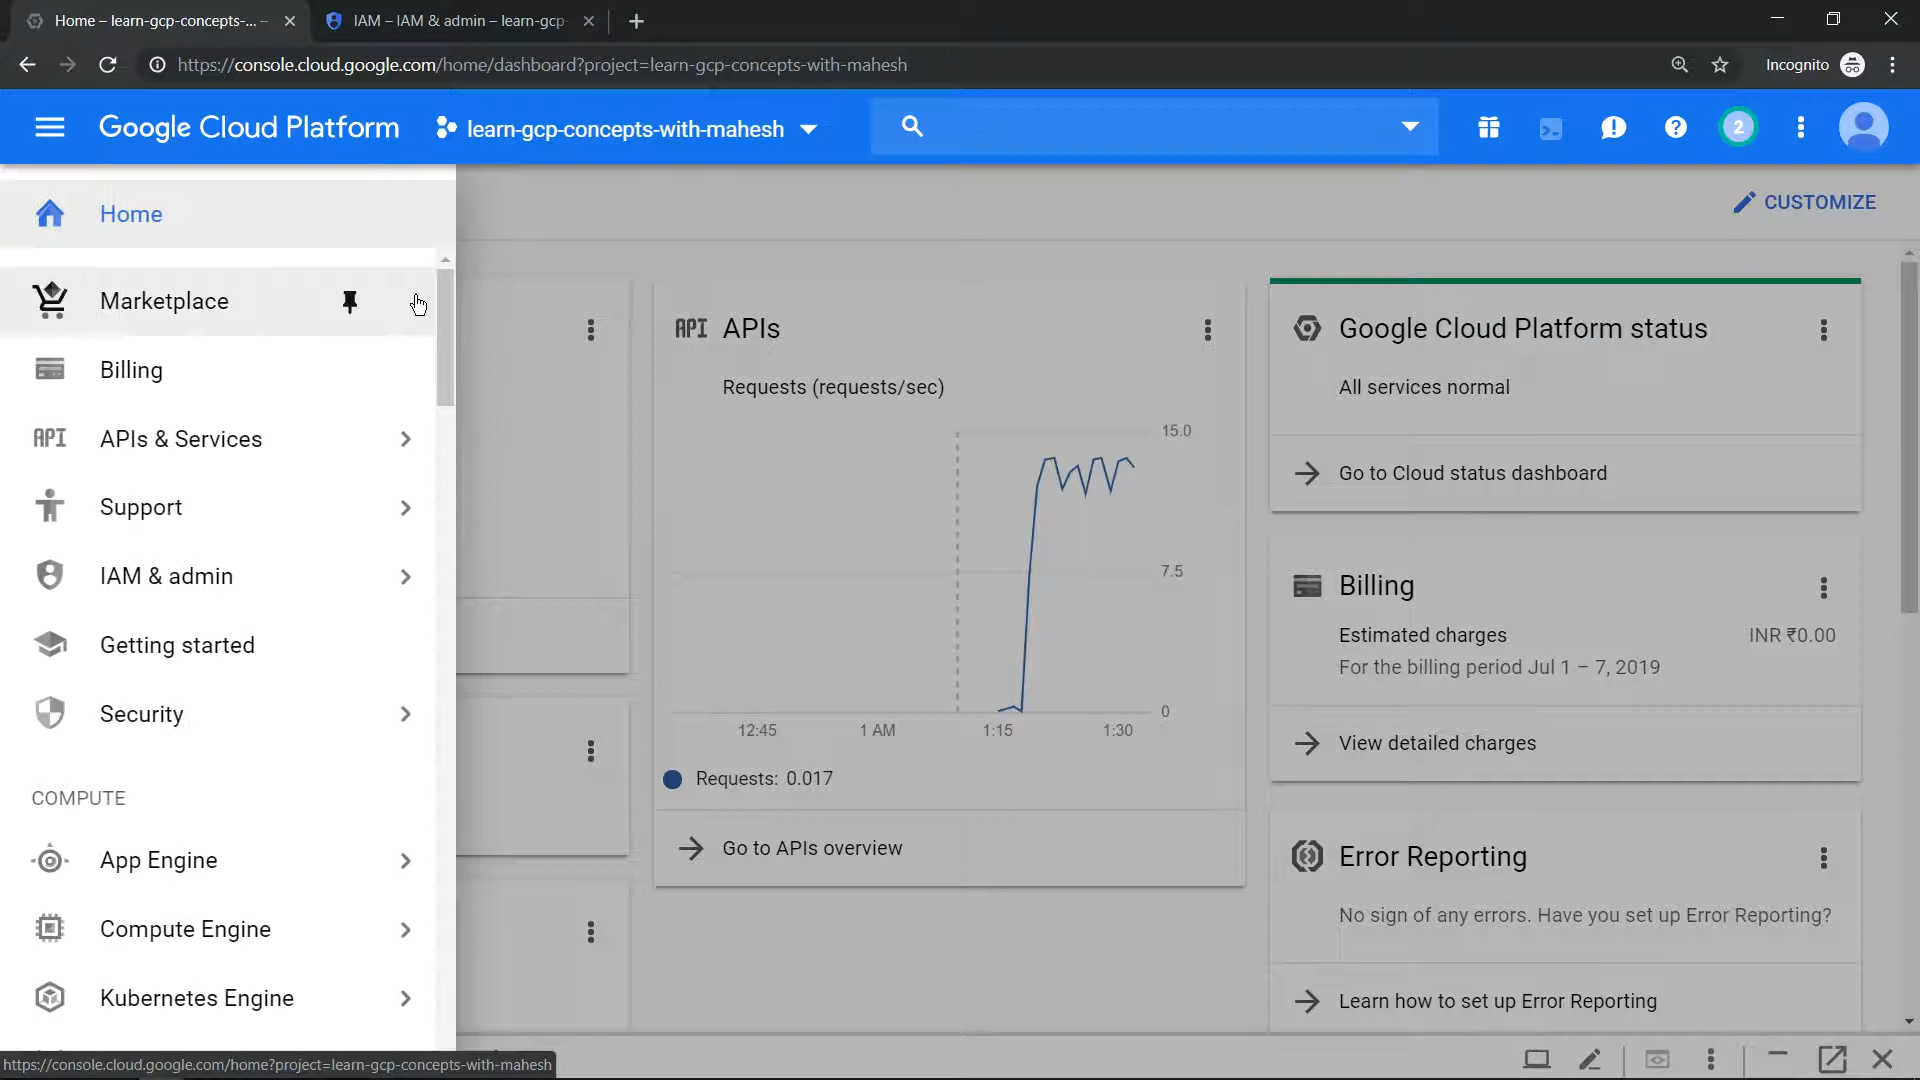 Home – learn-gcp-concepts-... –
IAM – IAM & admin – learn-gcp-
https://console.cloud.google.com/home/dashboard?project=learn-gcp-concepts-with-mahesh
Incognito
Google Cloud Platform
learn-gcp-concepts-with-mahesh
2
Home
CUSTOMIZE
Marketplace
Billing
API
APIs & Services
Support
IAM & admin
Getting started
Security
COMPUTE
App Engine
Compute Engine
Kubernetes Engine
API APIs
Requests (requests/sec)
15.0
7.5
0
12:45
1 AM
1:15
1:30
Requests: 0.017
Go to APIs overview
Google Cloud Platform status
All services normal
Go to Cloud status dashboard
Billing
Estimated charges
INR ₹0.00
For the billing period Jul 1 – 7, 2019
View detailed charges
Error Reporting
No sign of any errors. Have you set up Error Reporting?
Learn how to set up Error Reporting
https://console.cloud.google.com/home?project=learn-gcp-concepts-with-mahesh